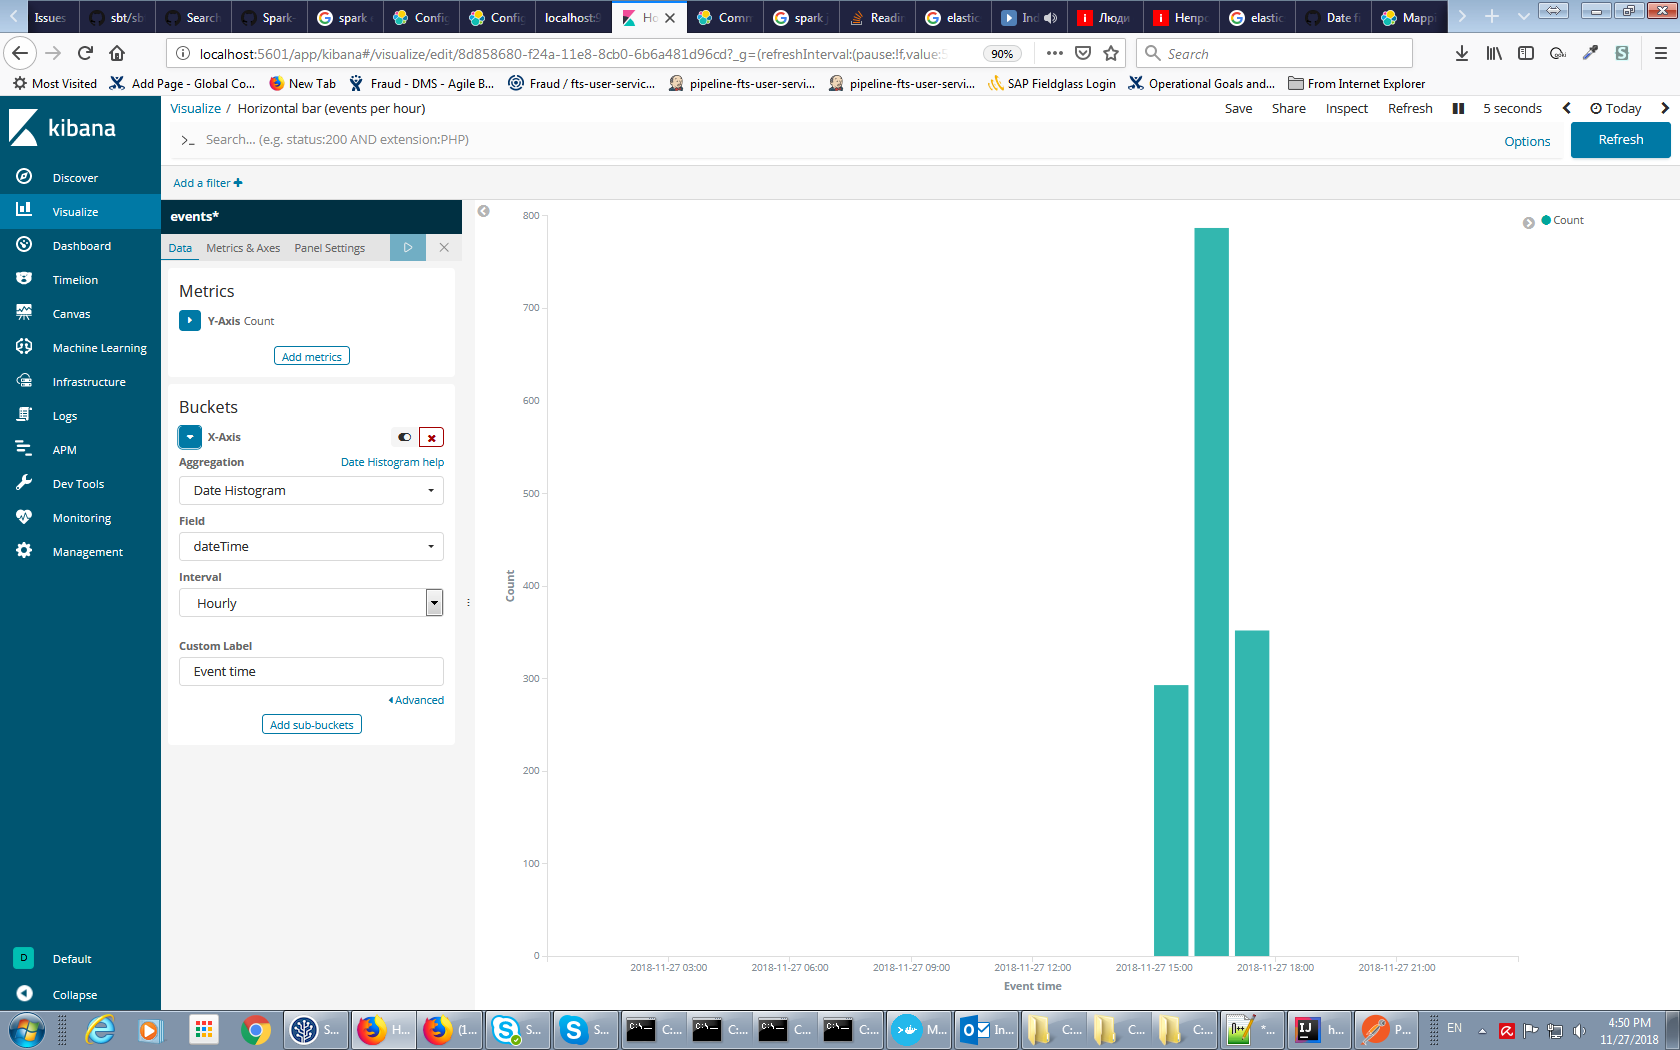 Issues
sbt/sb
Search
Spark-
spark
Config
Config
localhost:9
Ho
Comm
spark j
Readin
elastic
Ind
Люди
Непро
elastic
Date fi
Mappi
localhost:5601/app/kibana#/visualize/edit/8d858680-f24a-11e8-8cb0-6b6a481d96cd?_g=(refreshInterval:(pause:!f,value:5
90%
Search
Most Visited
Add Page - Global Co...
New Tab
Fraud - DMS - Agile B...
Fraud / fts-user-servic...
pipeline-fts-user-servi...
pipeline-fts-user-servi...
SAP Fieldglass Login
Operational Goals and...
From Internet Explorer
kibana
Visualize / Horizontal bar (events per hour)
Save
Share
Inspect
Refresh
5 seconds
Today
>_ Search... (e.g. status:200 AND extension:PHP)
Options
Refresh
Add a filter +
Discover
Visualize
Dashboard
Timelion
Canvas
Machine Learning
Infrastructure
Logs
APM
Dev Tools
Monitoring
Management
D Default
Collapse
events*
Data
Metrics & Axes
Panel Settings
Metrics
Y-Axis Count
Add metrics
Buckets
X-Axis
Aggregation
Date Histogram help
Date Histogram
Field
dateTime
Interval
Hourly
Custom Label
Event time
Advanced
Add sub-buckets
Count
800
700
600
500
400
300
200
100
0
Count
2018-11-27 03:00
2018-11-27 06:00
2018-11-27 09:00
2018-11-27 12:00
2018-11-27 15:00
2018-11-27 18:00
2018-11-27 21:00
Event time
S...
H...
(1...
S...
S...
C:...
C:...
C...
C:...
M...
In...
C:...
C...
C:...
*...
h...
P...
EN
4:50 PM
11/27/2018